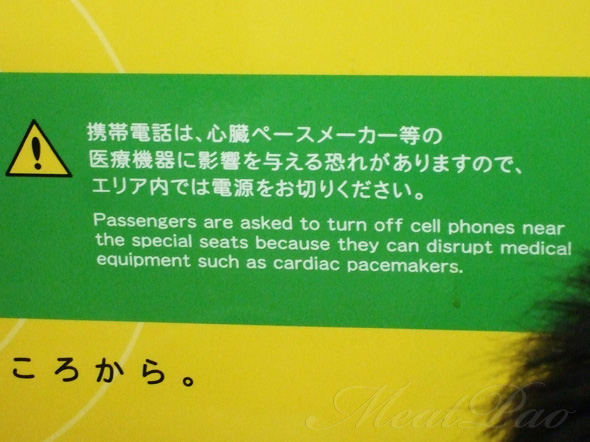 携帯電話は、心臓ペースメーカー等の
医療機器に影響を与える恐れがありますので、
エリア内では電源をお切りください。
Passengers are asked to turn off cell phones near
the special seats because they can disrupt medical
equipment such as cardiac pacemakers.
ころから。
MeatPao